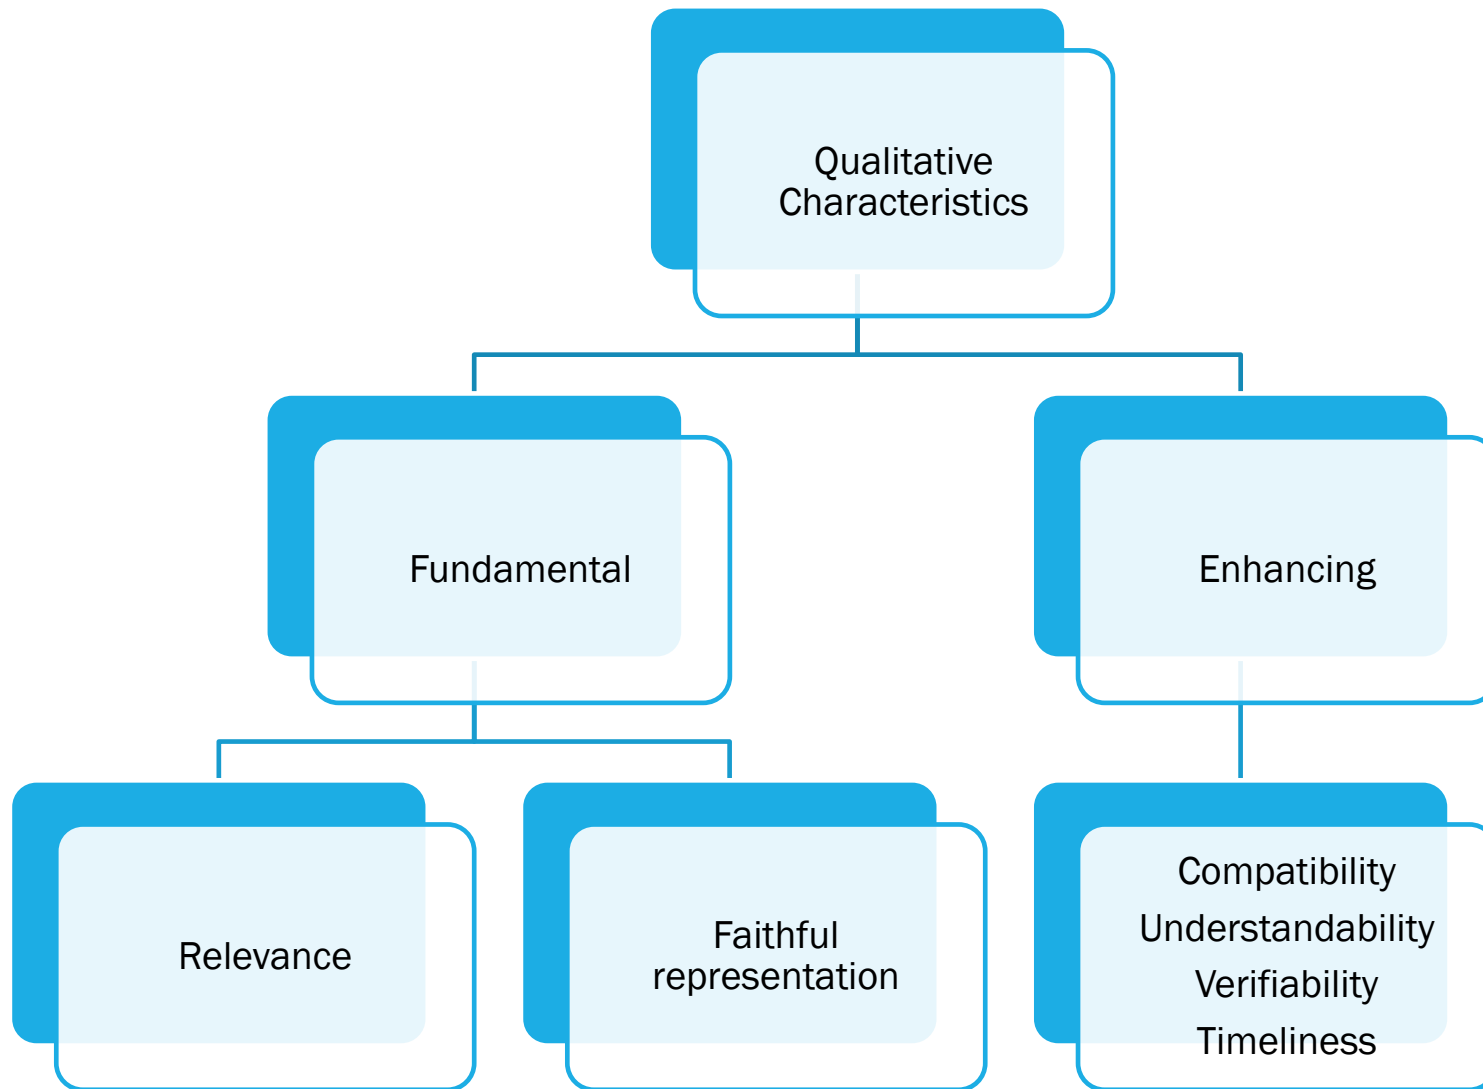 Qualitative
Characteristics
Fundamental
Enhancing
Relevance
Faithful
representation
Compatibility
Understandability
Verifiability
Timeliness